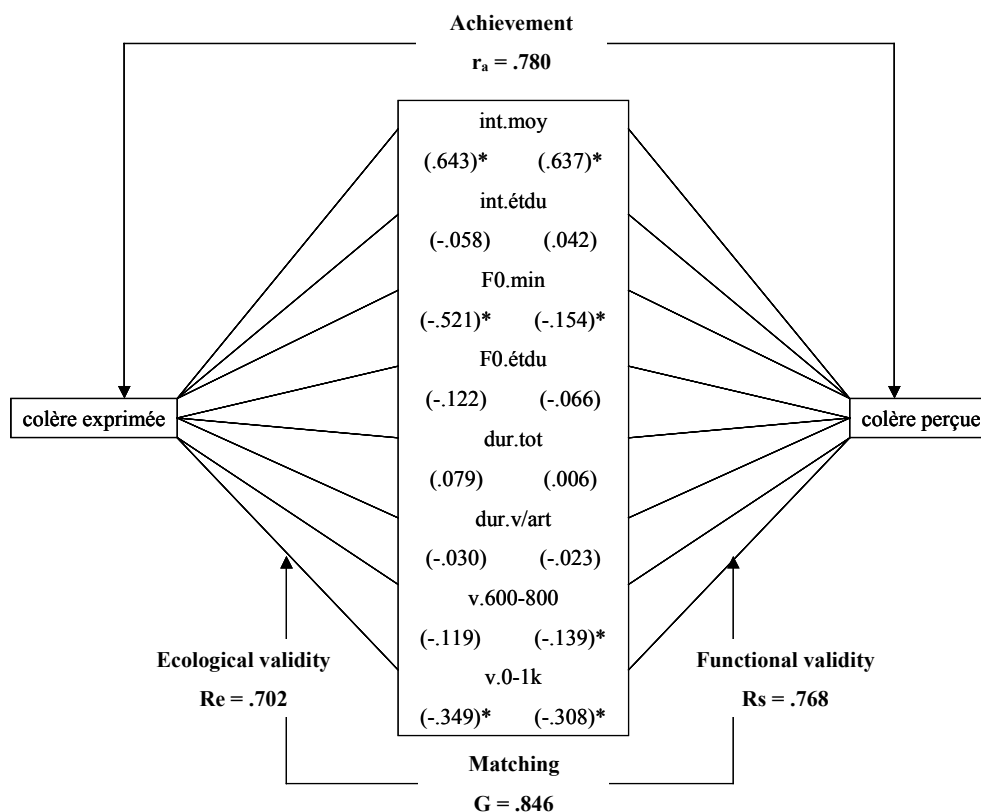 Achievement
rₐ = .780
int.moy
(.643)* (.637)*
int.étdu
(-.058) (.042)
F0.min
(-.521)* (-.154)*
F0.étdu
(-.122) (-.066)
colère exprimée
colère perçue
dur.tot
(.079) (.006)
dur.v/art
(-.030) (-.023)
v.600-800
(-.119) (-.139)*
v.0-1k
(-.349)* (-.308)*
Ecological validity
Re = .702
Functional validity
Rs = .768
Matching
G = .846